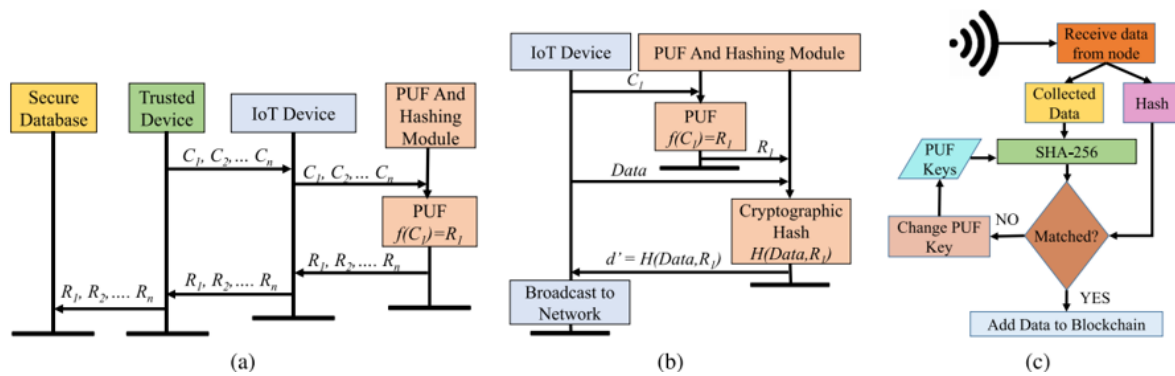 Secure
Database
Trusted
Device
IoT Device
PUF And
Hashing
Module
C1, C2,... Cn
C1, C2,... Cn
PUF
f(C1)=R1
R1, R2,.... Rn
R1, R2,.... Rn
R1, R2,.... Rn
(a)
IoT Device
PUF And Hashing Module
C1
PUF
f(C1)=R1
R1
Data
Cryptographic
Hash
H(Data,R1)
d' = H(Data,R1)
Broadcast to
Network
(b)
Receive data
from node
Collected
Data
Hash
PUF
Keys
SHA-256
Change PUF
Key
NO
Matched?
YES
Add Data to Blockchain
(c)